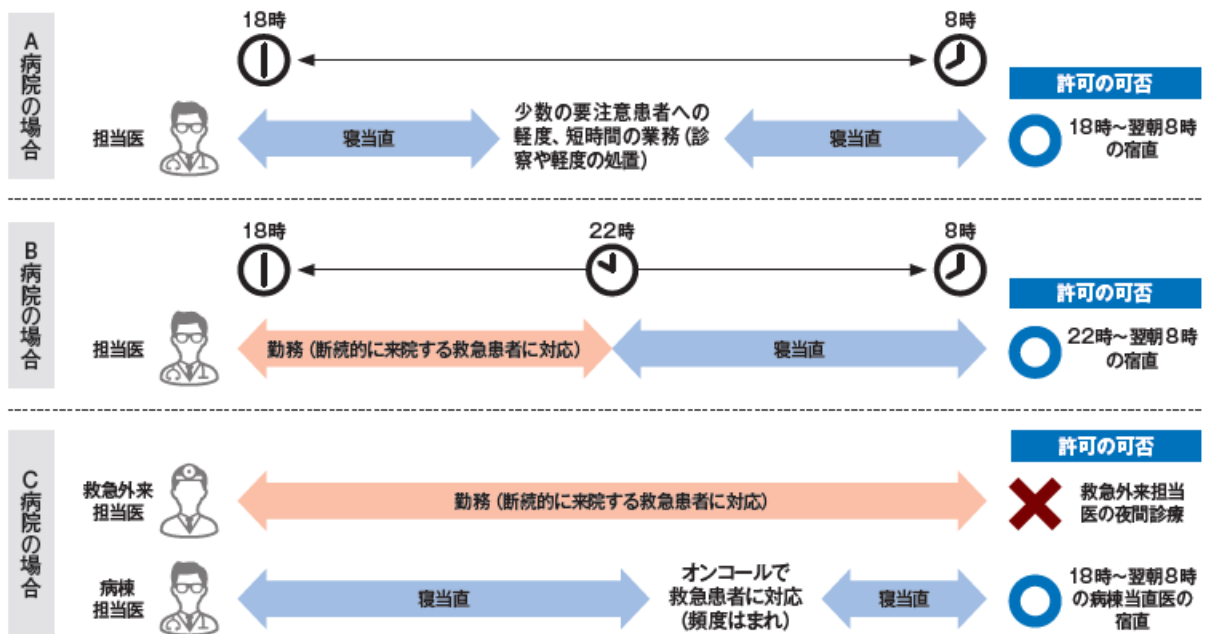 A病院の場合
18時
8時
担当医
寝当直
少数の要注意患者への
軽度、短時間の業務(診
察や軽度の処置)
寝当直
許可の可否
18時～翌朝8時
の宿直
B病院の場合
18時
22時
8時
担当医
勤務(断続的に来院する救急患者に対応)
寝当直
許可の可否
22時～翌朝8時
の宿直
C病院の場合
許可の可否
救急外来
担当医
勤務(断続的に来院する救急患者に対応)
救急外来担当
医の夜間診療
病棟
担当医
寝当直
オンコールで
救急患者に対応
(頻度はまれ)
寝当直
18時～翌朝8時
の病棟当直医の
宿直